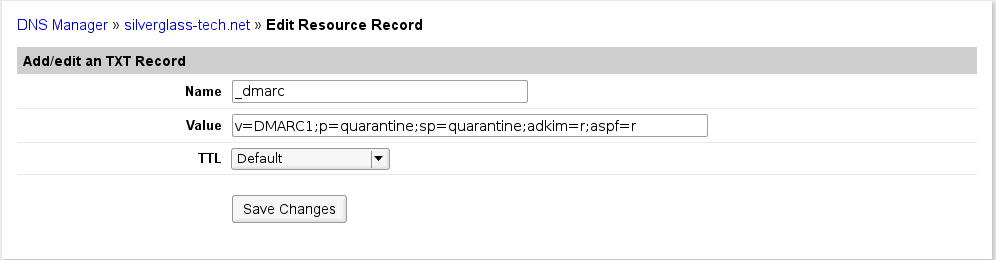 DNS Manager » silverglass-tech.net » Edit Resource Record
Add/edit an TXT Record
Name _dmarc
Value v=DMARC1;p=quarantine;sp=quarantine;adkim=r;aspf=r
TTL Default
Save Changes